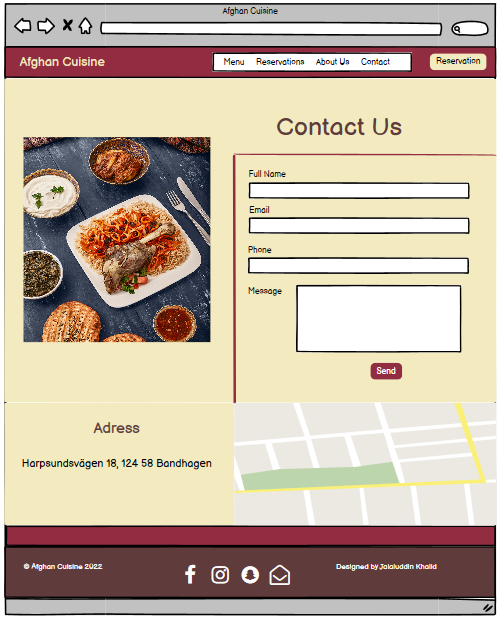 Afghan Cuisine
Afghan Cuisine
Menu Reservations About Us Contact
Reservation
Contact Us
Full Name
Email
Phone
Message
Send
Adress
Harpsundsvägen 18, 124 58 Bandhagen
© Afghan Cuisine 2022
Designed by Jalaluddin Khalid